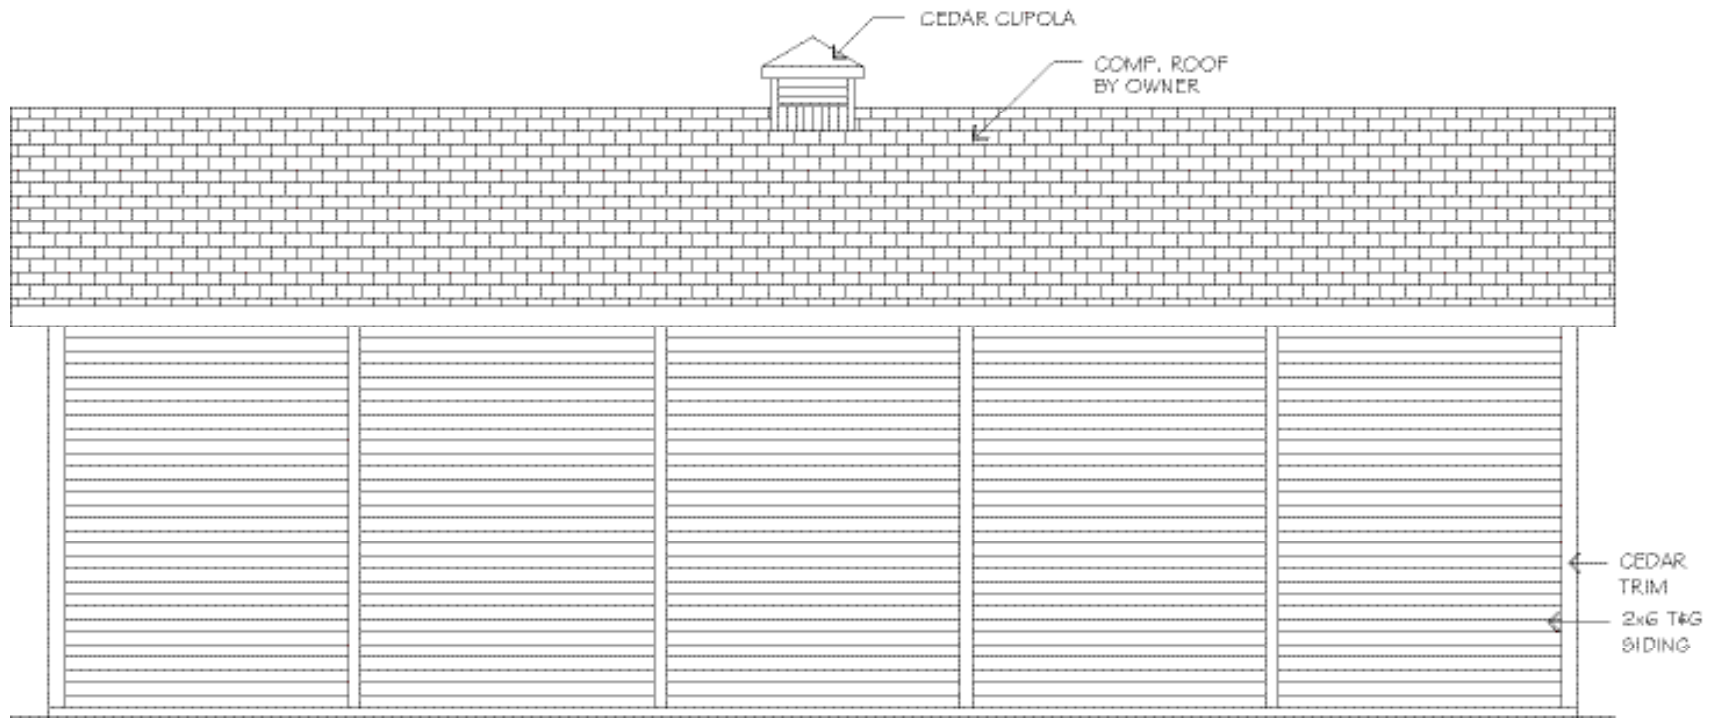 CEDAR CUPOLA
COMP. ROOF
BY OWNER
CEDAR
TRIM
2x6 T&G
SIDING